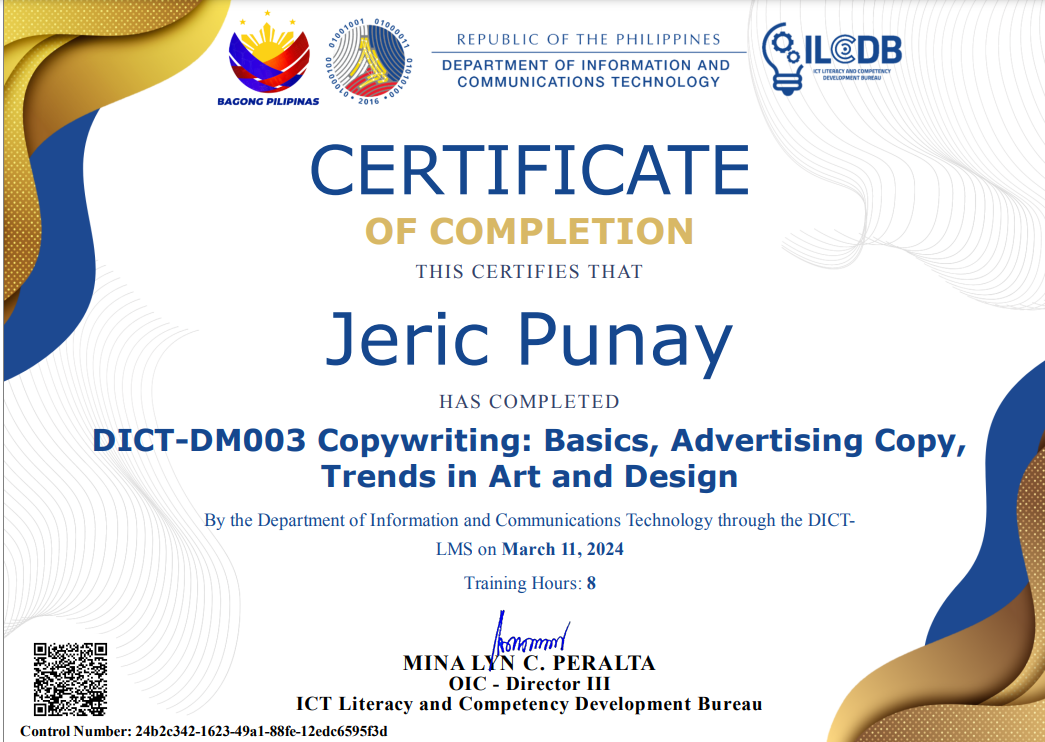 BAGONG PILIPINAS
01001001 01000011 01010100 01000001
2016
REPUBLIC OF THE PHILIPPINES
DEPARTMENT OF INFORMATION AND
COMMUNICATIONS TECHNOLOGY
ILCDB
ICT LITERACY AND COMPETENCY
DEVELOPMENT BUREAU
CERTIFICATE
OF COMPLETION
THIS CERTIFIES THAT
Jeric Punay
HAS COMPLETED
DICT-DM003 Copywriting: Basics, Advertising Copy,
Trends in Art and Design
By the Department of Information and Communications Technology through the DICT-
LMS on March 11, 2024
Training Hours: 8
MINA LYN C. PERALTA
OIC - Director III
ICT Literacy and Competency Development Bureau
Control Number: 24b2c342-1623-49a1-88fe-12edc6595f3d